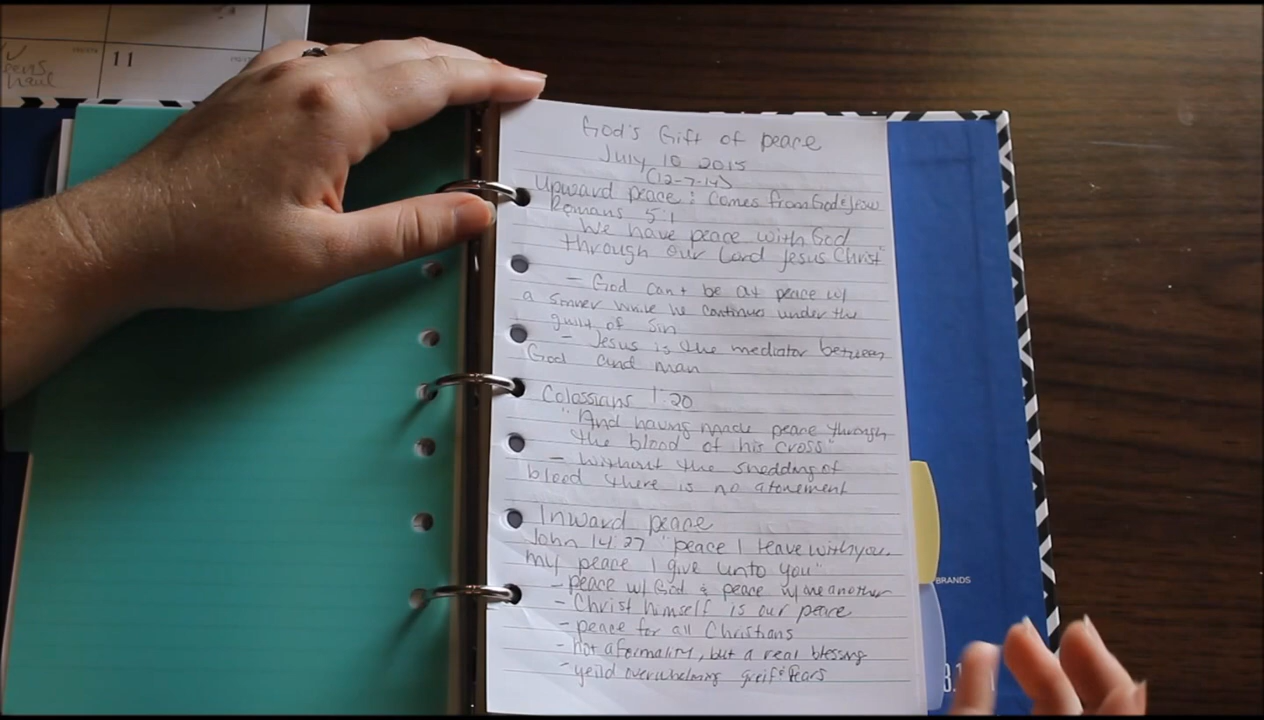 11
God's Gift of peace
July 10 2015
(12-7-14)
Upward peace : Comes from God & Jesus
Romans 5:1
We have peace with God
through our Lord Jesus Christ"
- God can't be at peace w/
a sinner while he continues under the
guilt of sin
- Jesus is the mediator between
God and man
Colossians 1:20
"And having made peace through
the blood of his cross"
- without the shedding of
blood there is no atonement
Inward peace
John 14:27 "peace I leave with you
my peace I give unto you"
- peace w/ God & peace w/ one another
- Christ himself is our peace
- peace for all Christians
- not a formality, but a real blessing
- yeild overwhelming greif & fears
BRANDS